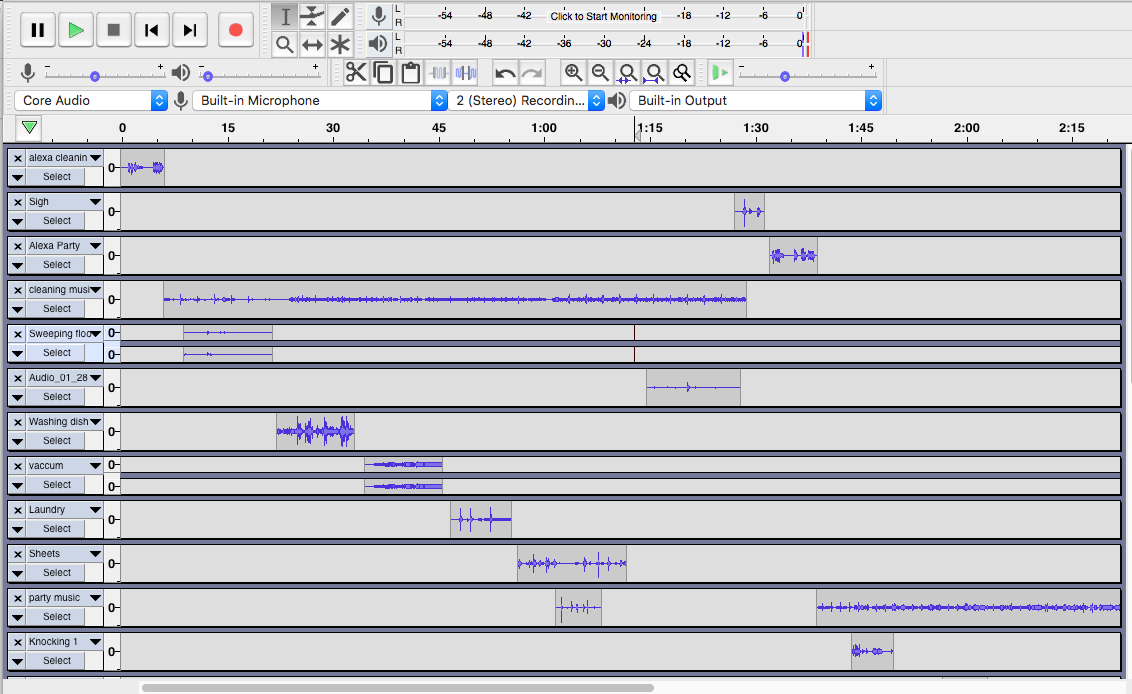 L
R
-54 -48 -42 Click to Start Monitoring -18 -12 -6 0
L
R
-54 -48 -42 -36 -30 -24 -18 -12 -6 0
- +
- +
- +
Core Audio Built-in Microphone 2 (Stereo) Recordin... Built-in Output
0 15 30 45 1:00 1:15 1:30 1:45 2:00 2:15
alexa cleanin
Select
0
Sigh
Select
0
Alexa Party
Select
0
cleaning musi
Select
0
Sweeping floo
Select
0
0
Audio_01_28
Select
0
Washing dish
Select
0
vaccum
Select
0
0
Laundry
Select
0
Sheets
Select
0
party music
Select
0
Knocking 1
Select
0